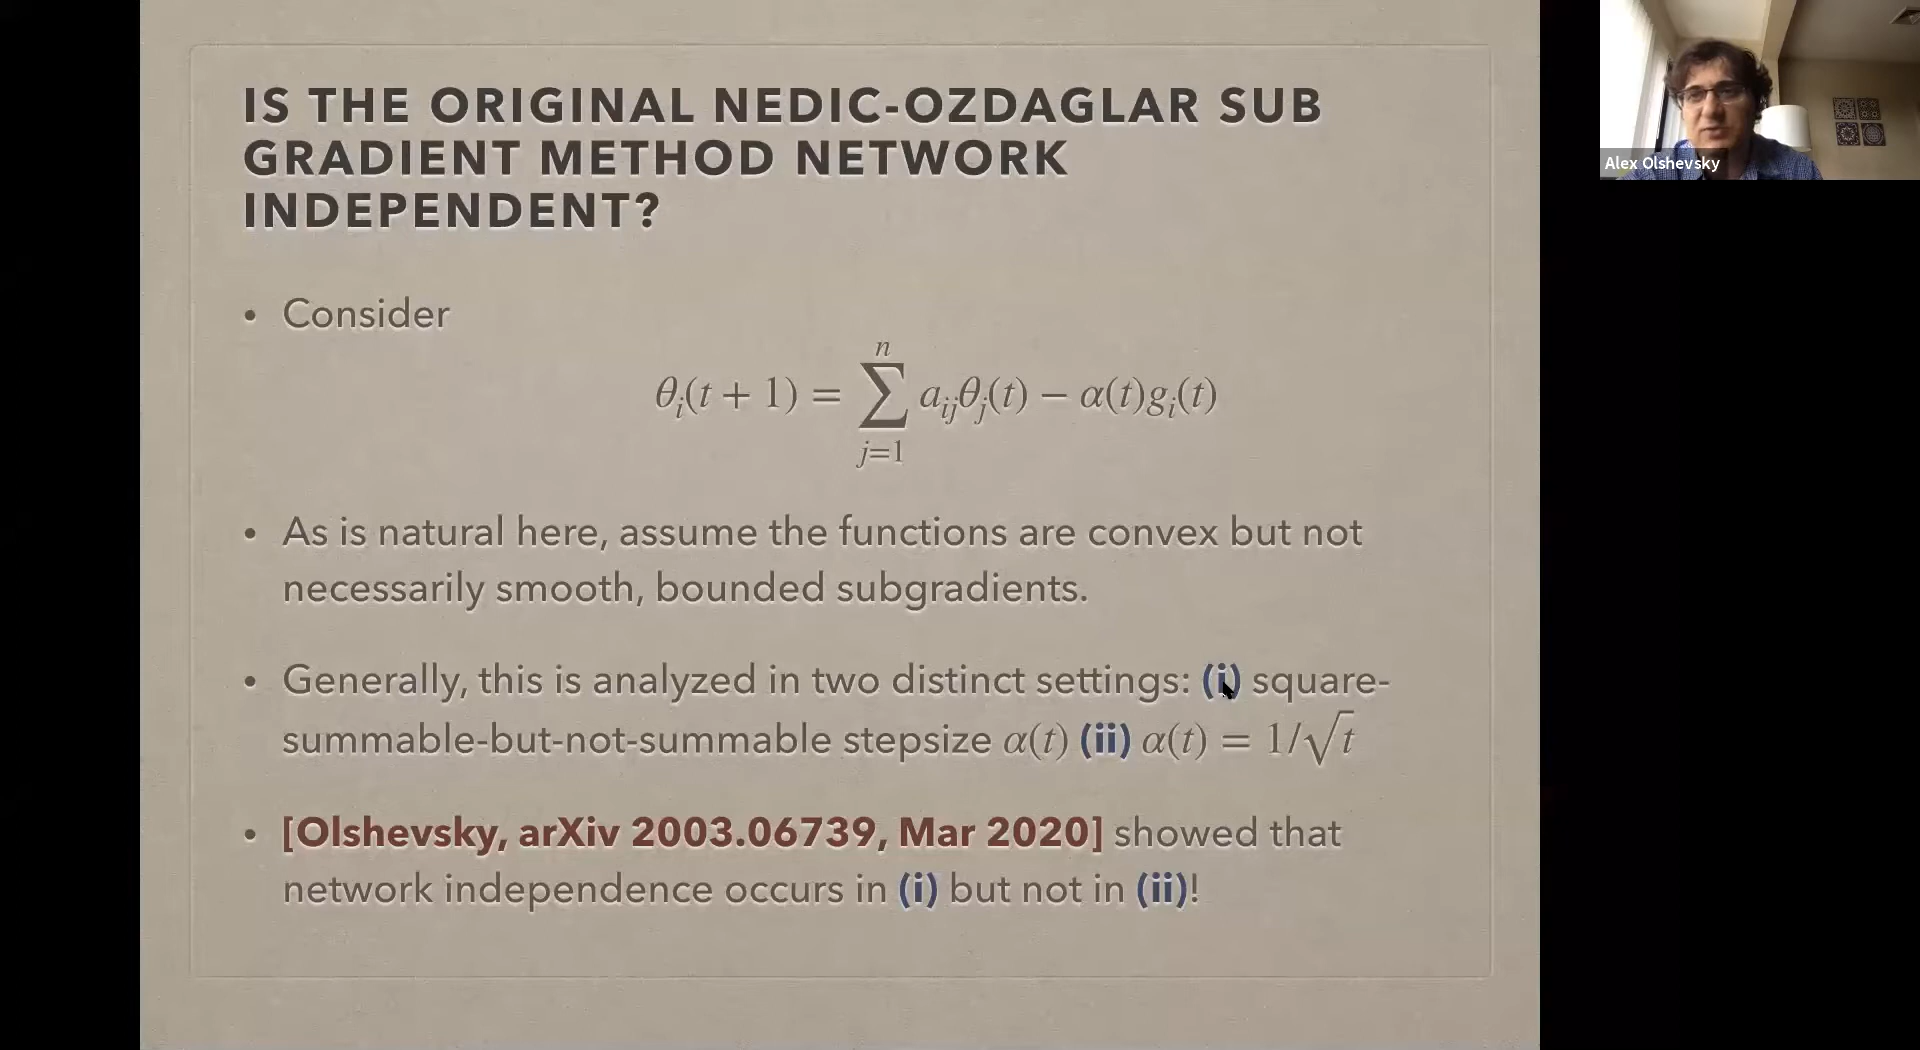 IS THE ORIGINAL NEDIC-OZDAGLAR SUB
GRADIENT METHOD NETWORK
INDEPENDENT?
• Consider
θ_i(t + 1) = ∑_{j=1}^{n} a_{ij}θ_j(t) − α(t)g_i(t)
• As is natural here, assume the functions are convex but not
necessarily smooth, bounded subgradients.
• Generally, this is analyzed in two distinct settings: (i) square-
summable-but-not-summable stepsize α(t) (ii) α(t) = 1/√t
• [Olshevsky, arXiv 2003.06739, Mar 2020] showed that
network independence occurs in (i) but not in (ii)!
Alex Olshevsky